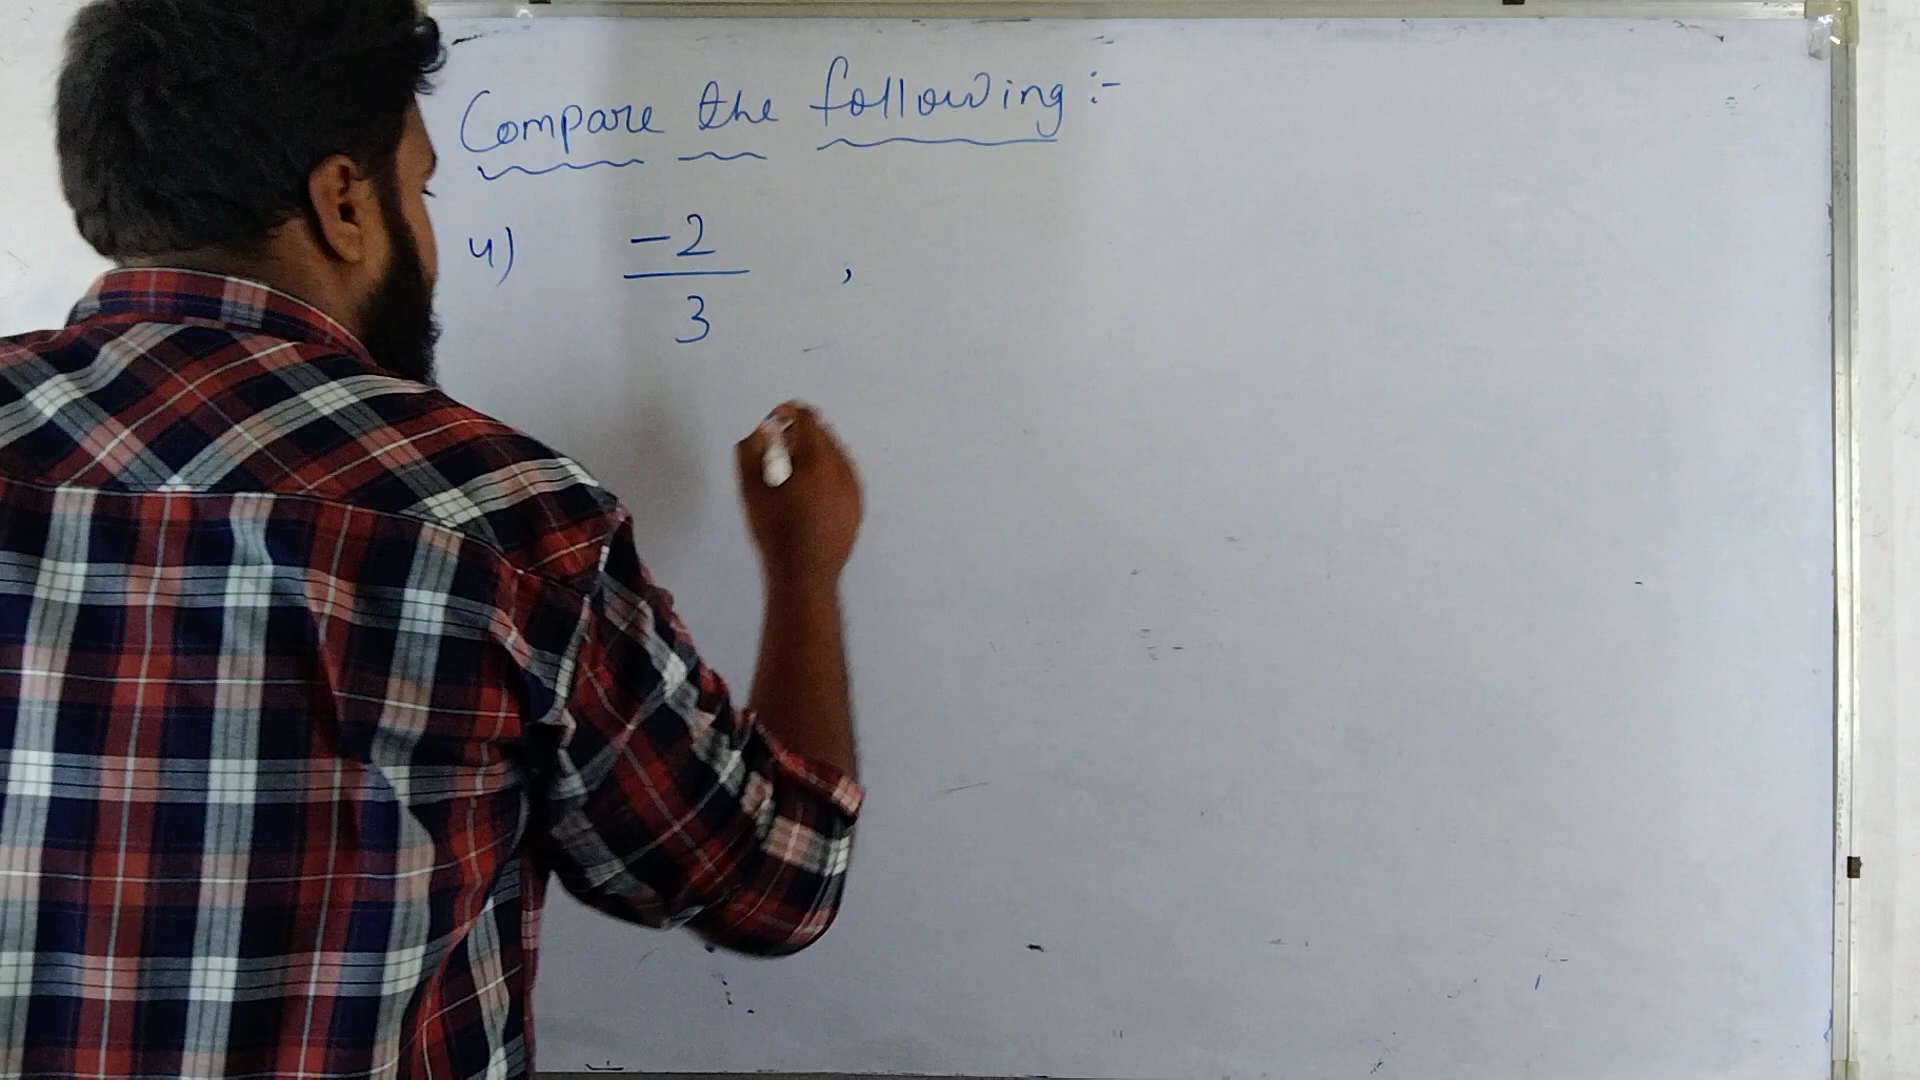 Compare the following :-
4) -2/3 ,